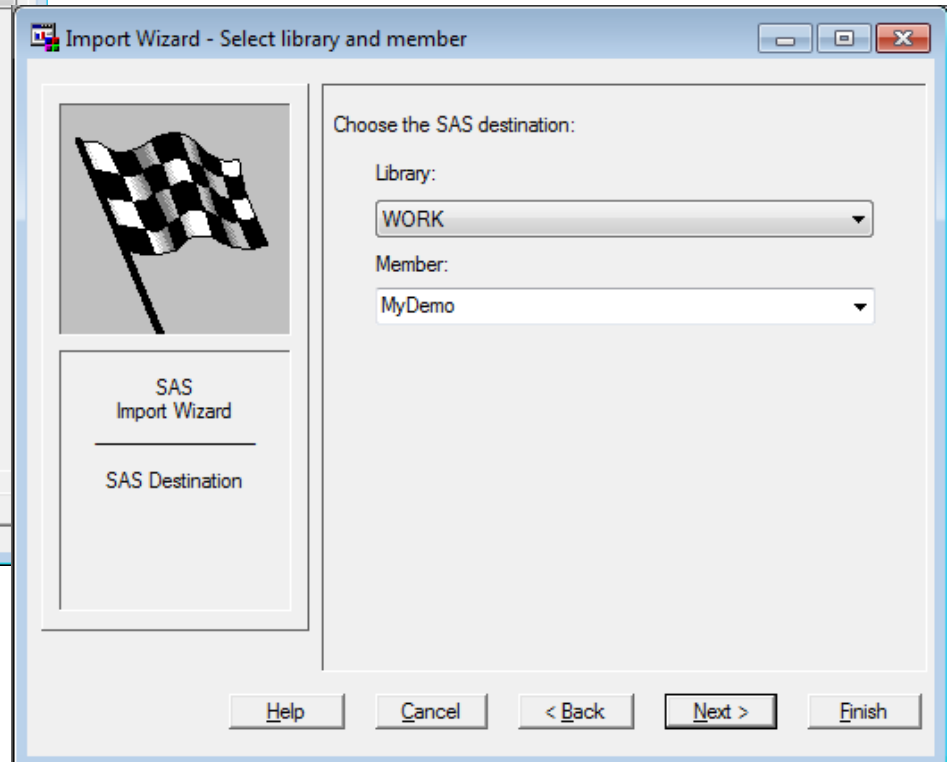 Import Wizard - Select library and member
Choose the SAS destination:
Library:
WORK
Member:
MyDemo
SAS
Import Wizard
SAS Destination
Help
Cancel
< Back
Next >
Finish